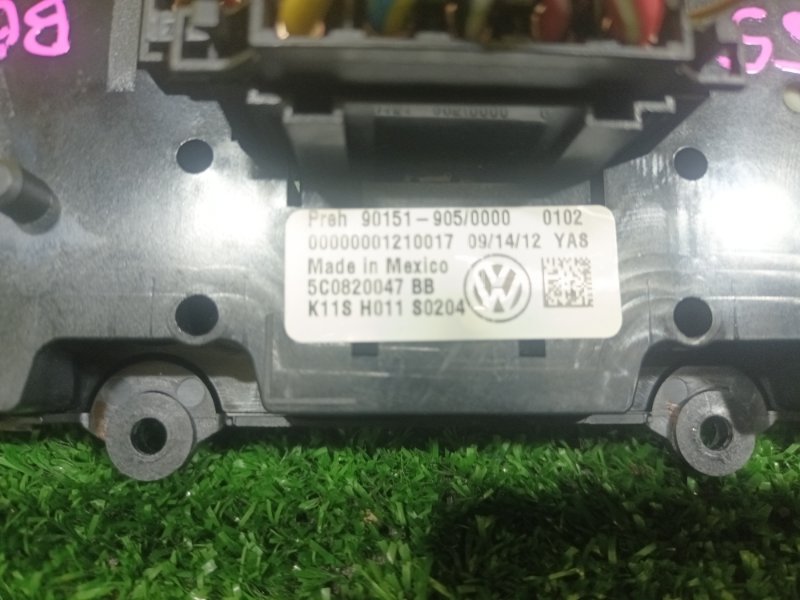 Preh 90151-905/0000 0102
00000001210017 09/14/12 YAS
Made in Mexico
5C0820047 BB
K11S H011 S0204